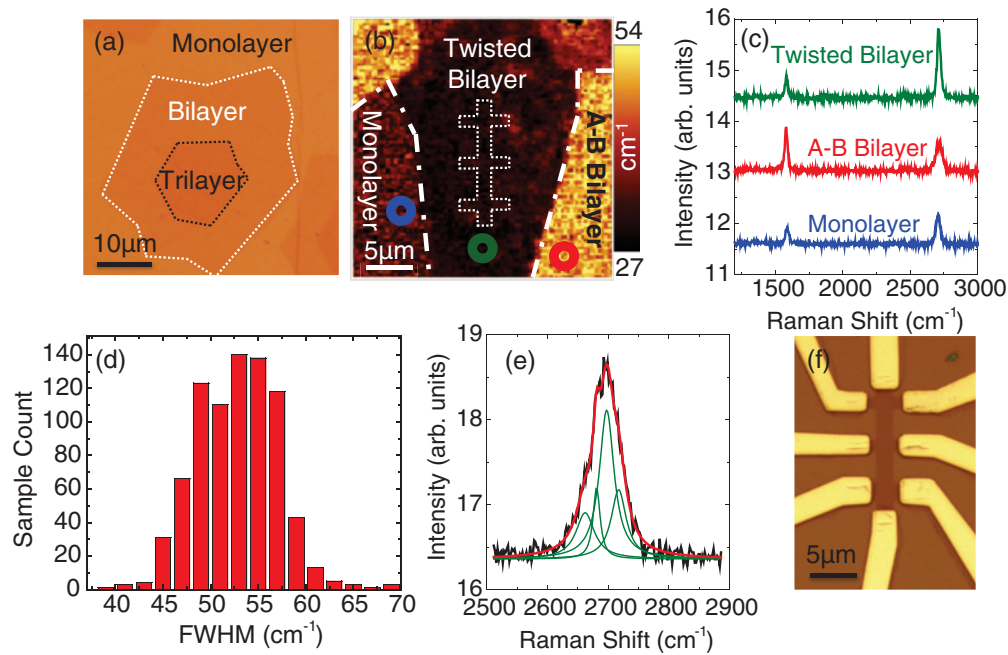 (a)
Monolayer
Bilayer
Trilayer
10μm
(b)
Twisted
Bilayer
Monolayer
A-B Bilayer
5μm
54
cm-1
27
(c)
Twisted Bilayer
A-B Bilayer
Monolayer
16
15
14
13
12
11
Intensity (arb. units)
1500 2000 2500 3000
Raman Shift (cm-1)
(d)
140
120
100
80
60
40
20
0
Sample Count
40 45 50 55 60 65 70
FWHM (cm-1)
(e)
19
18
17
16
Intensity (arb. units)
2500 2600 2700 2800 2900
Raman Shift (cm-1)
(f)
5μm